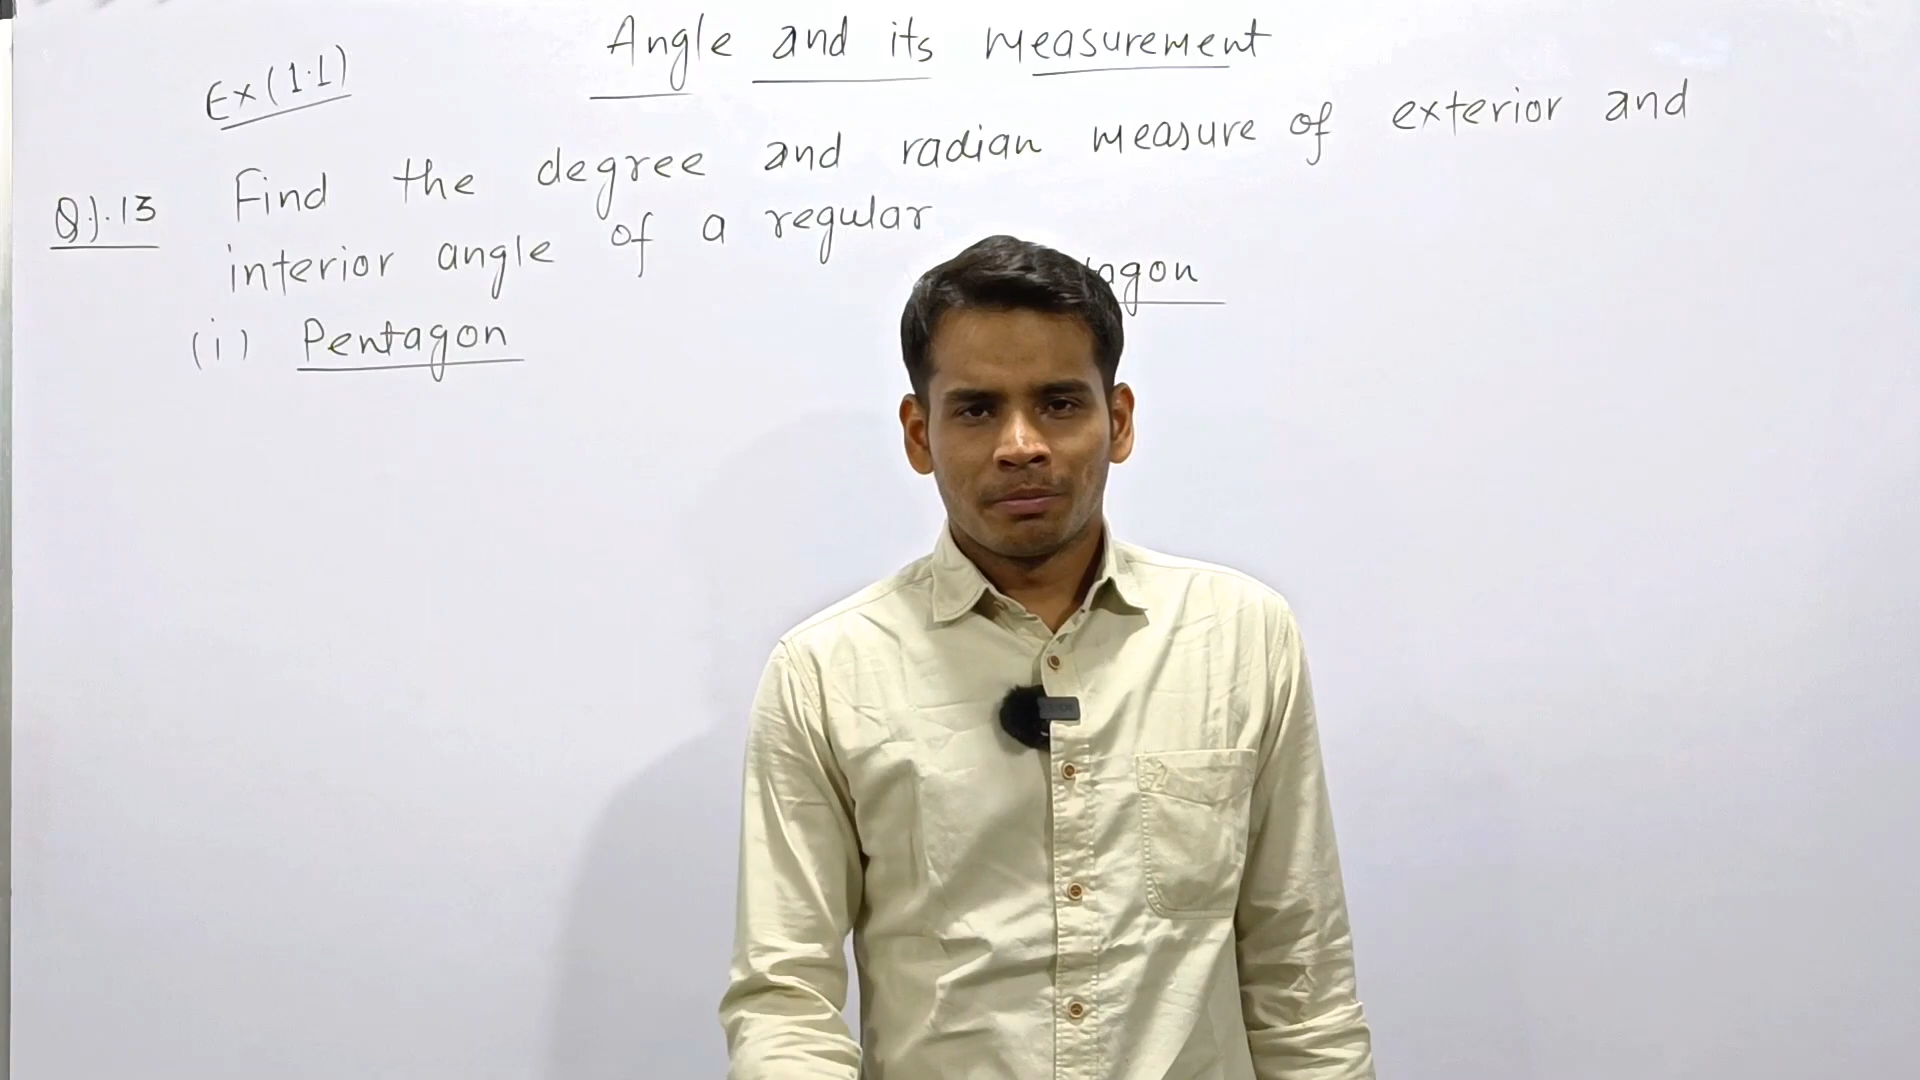 Angle and its measurement
Ex (1.1)
Q).13 Find the degree and radian measure of exterior and
interior angle of a regular
(i) Pentagon